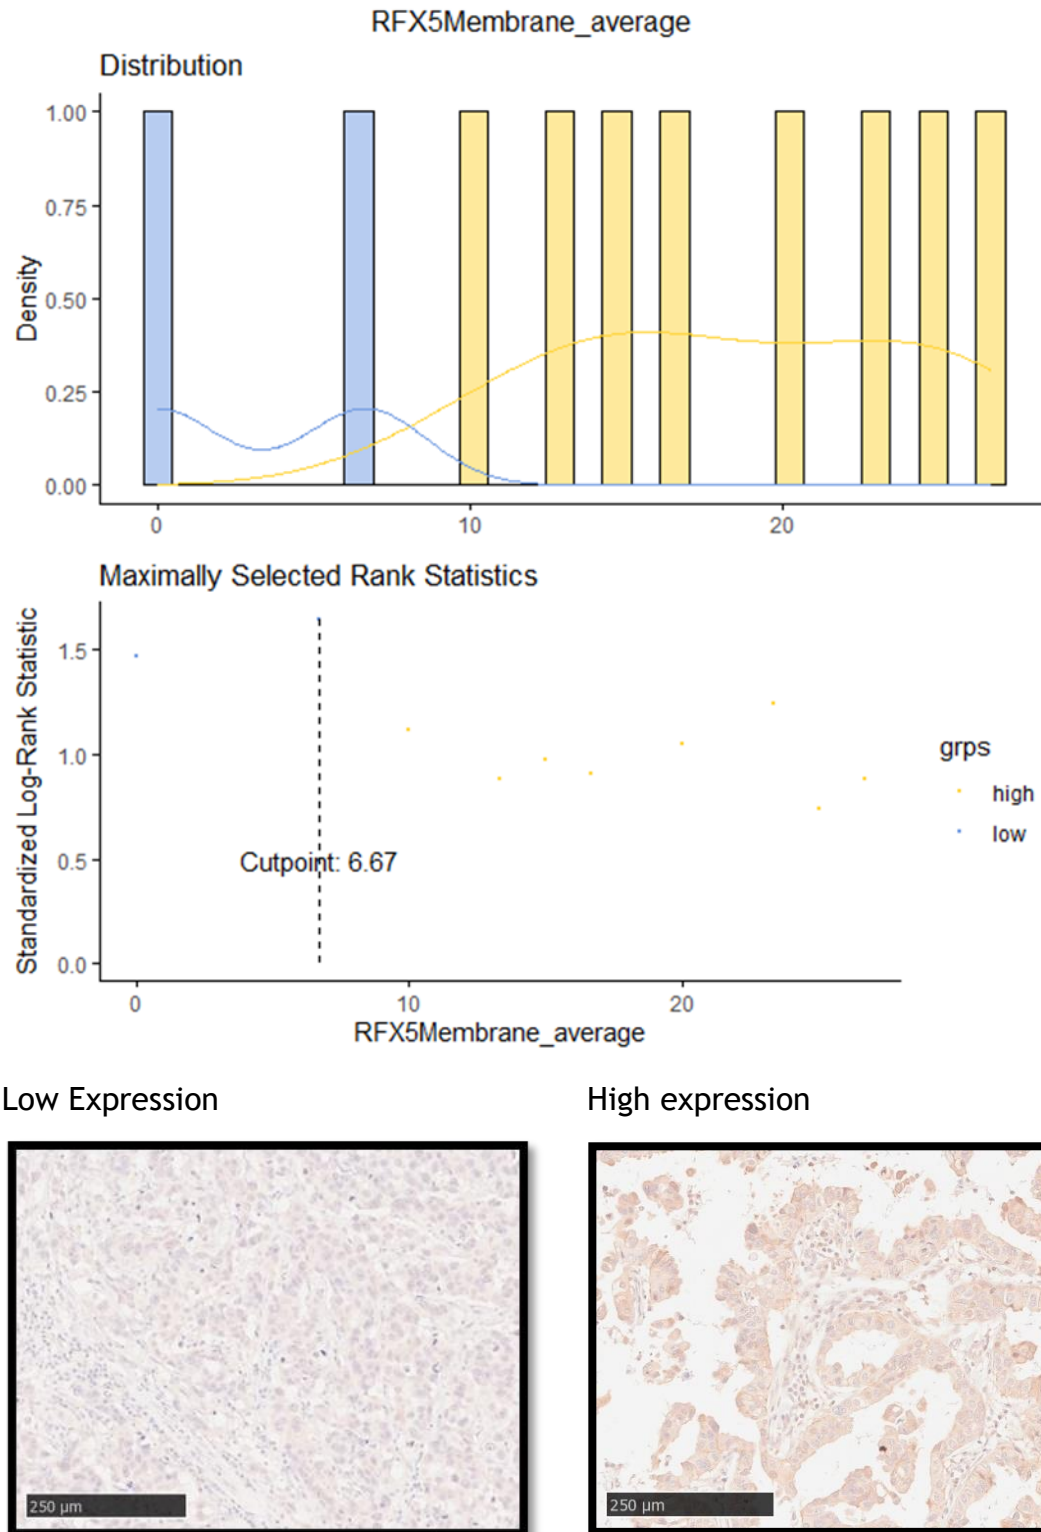 RFX5Membrane_average
Distribution
Density
1.00
0.75
0.50
0.25
0.00
0 10 20
Maximally Selected Rank Statistics
Standardized Log-Rank Statistic
1.5
1.0
0.5
0.0
Cutpoint: 6.67
0 10 20
RFX5Membrane_average
grps
high
low
Low Expression
High expression
250 µm
250 µm